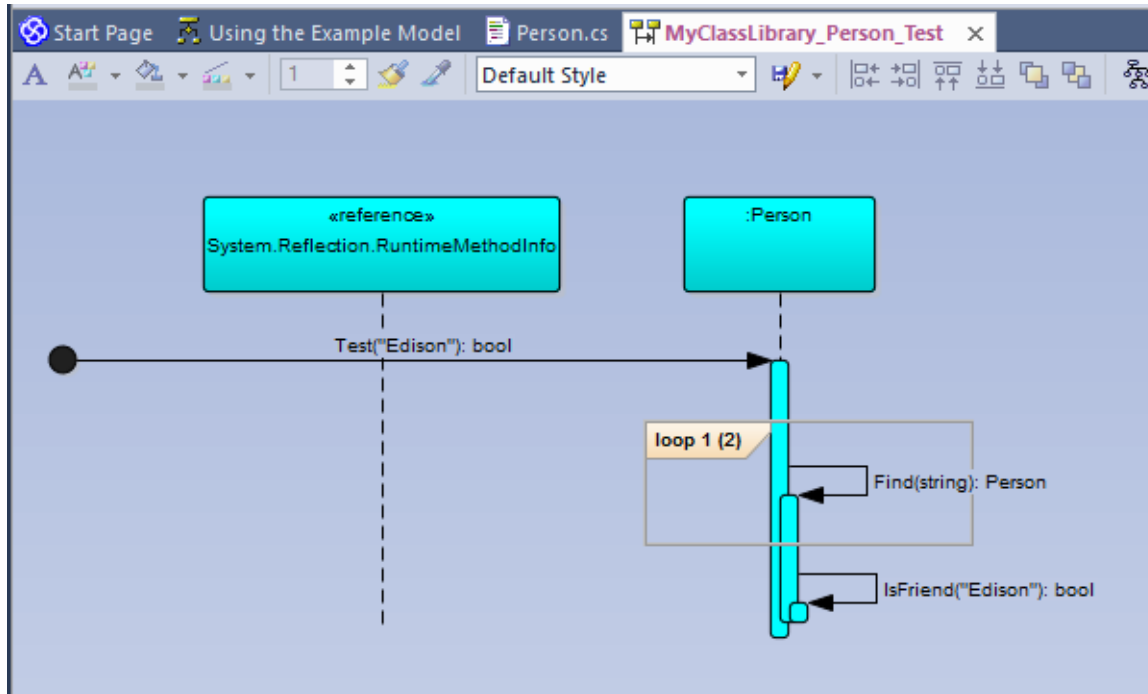 Start Page Using the Example Model Person.cs MyClassLibrary_Person_Test
A 1 Default Style
«reference»
System.Reflection.RuntimeMethodInfo
:Person
Test("Edison"): bool
loop 1 (2)
Find(string): Person
IsFriend("Edison"): bool